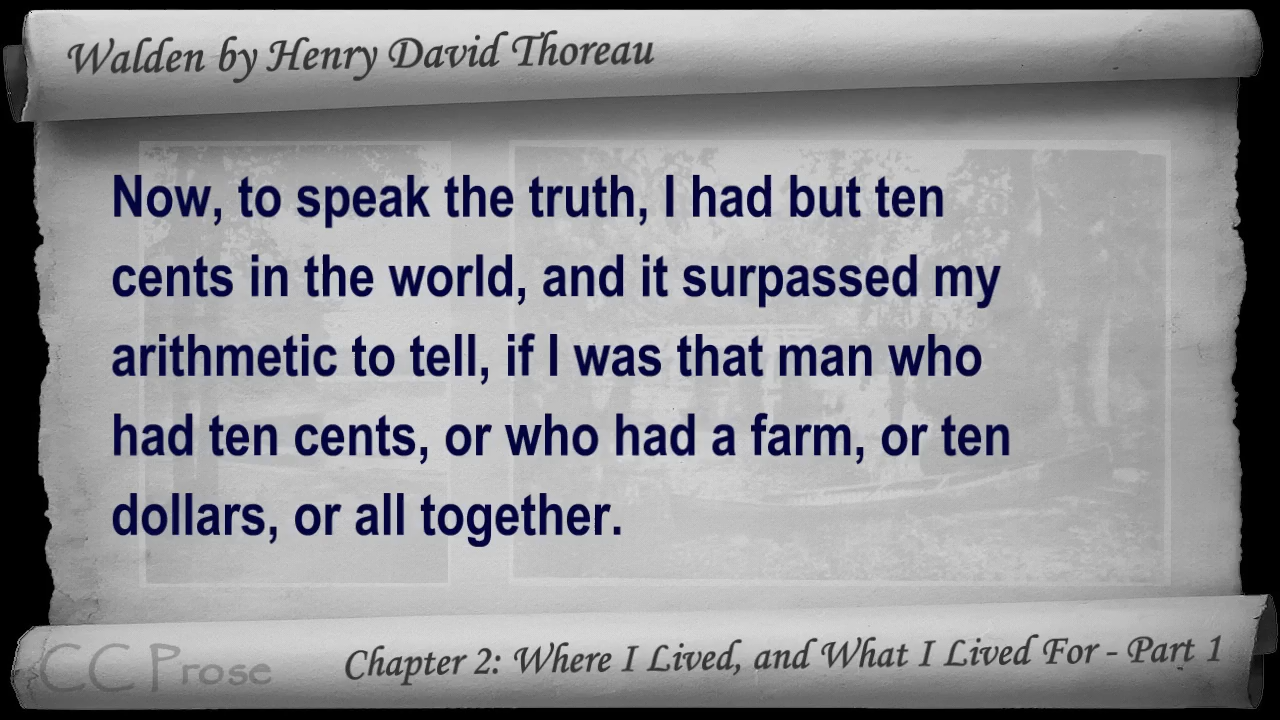 Walden by Henry David Thoreau
Now, to speak the truth, I had but ten
cents in the world, and it surpassed my
arithmetic to tell, if I was that man who
had ten cents, or who had a farm, or ten
dollars, or all together.
CC Prose
Chapter 2: Where I Lived, and What I Lived For - Part 1